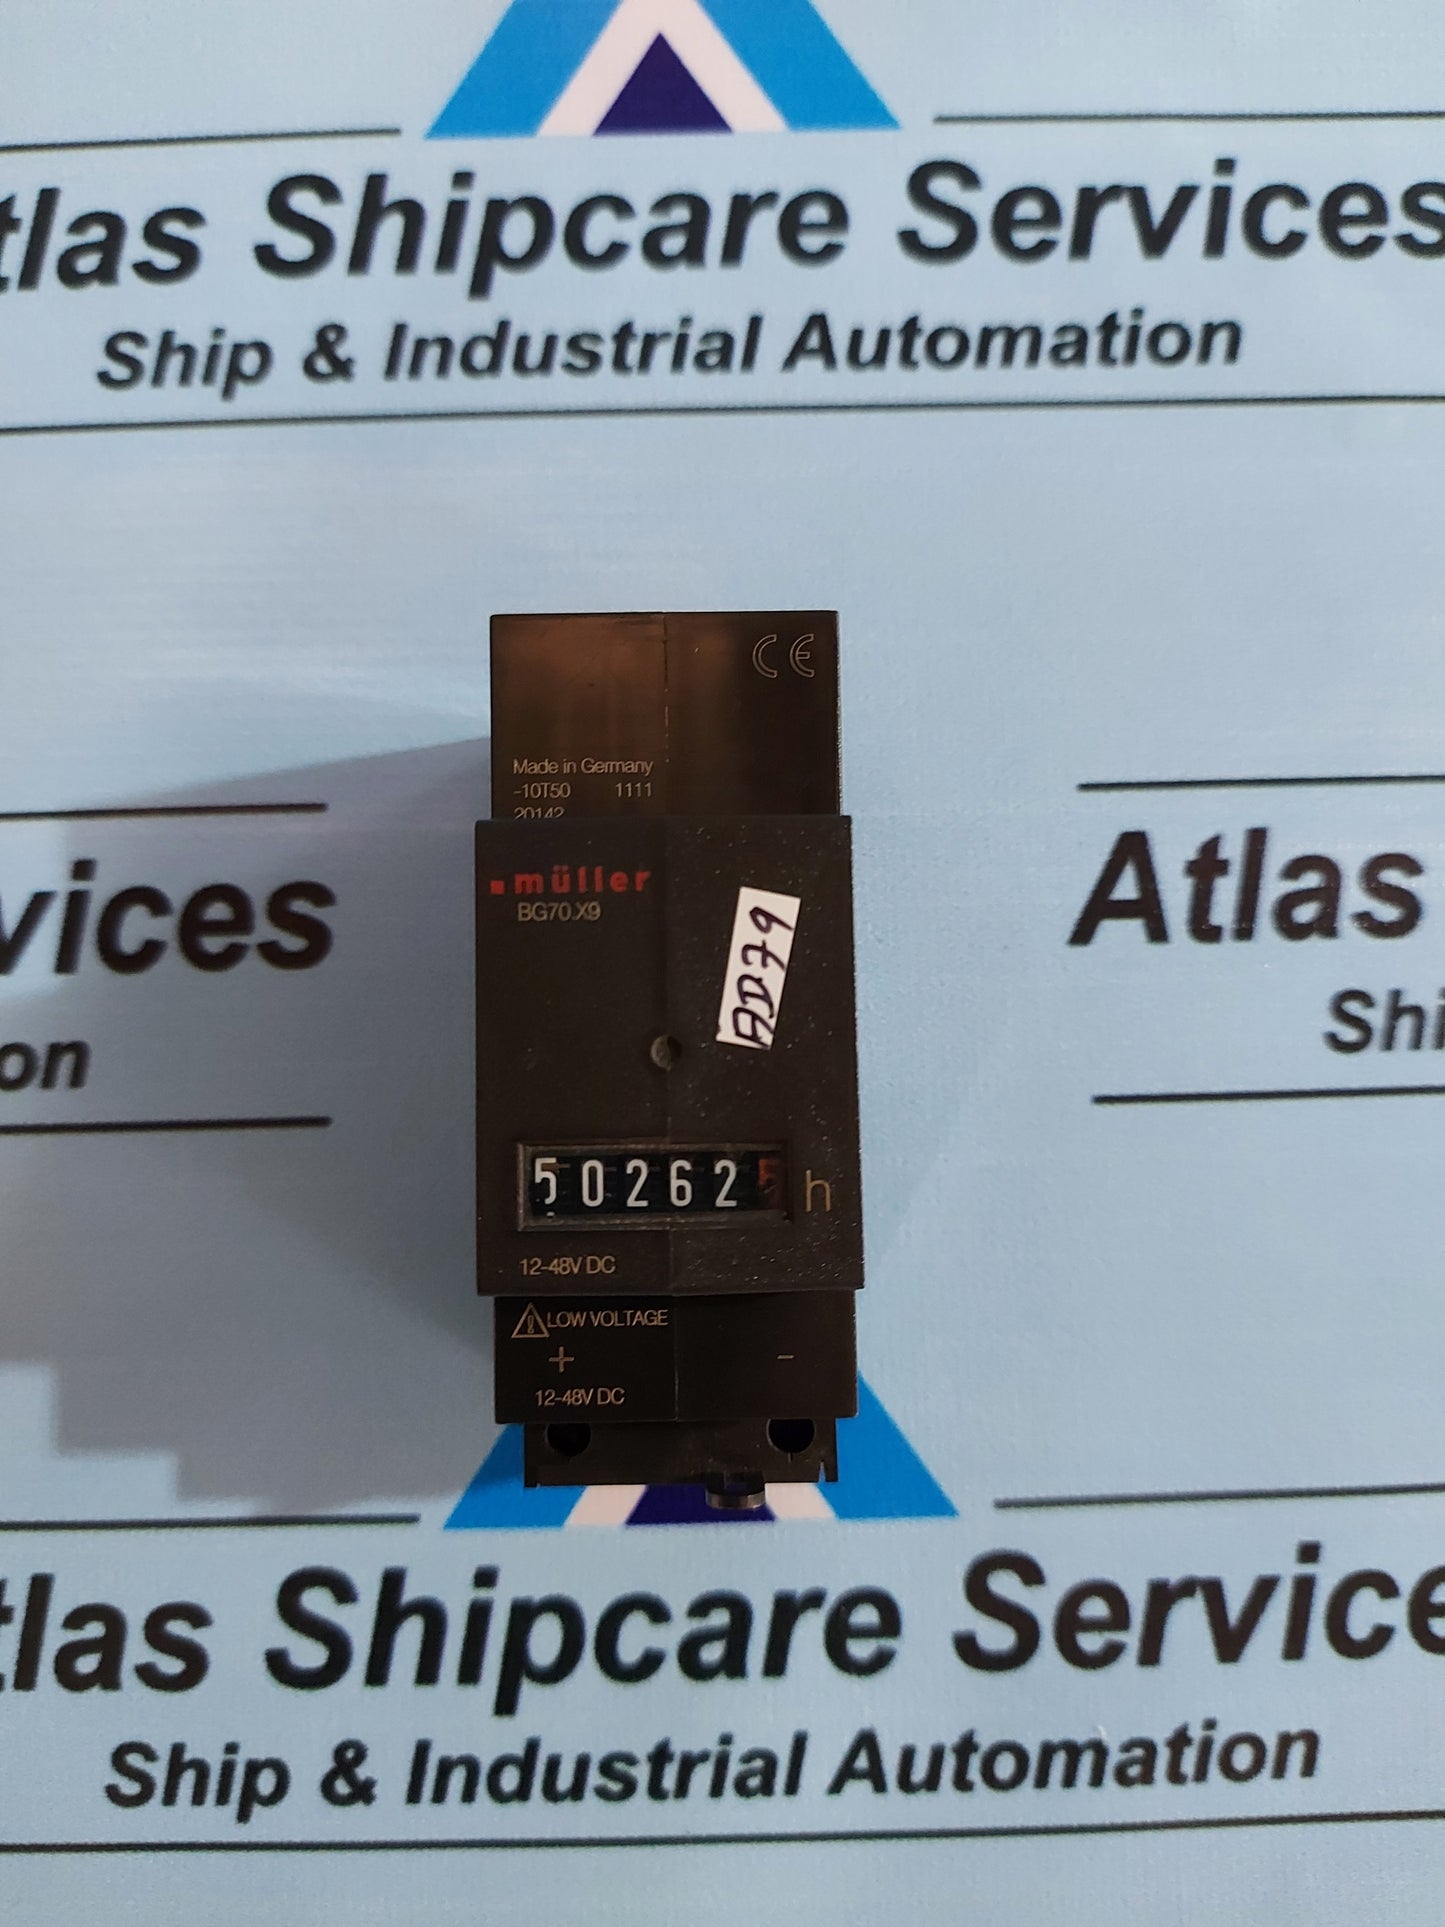 tlas Shipcare Services
Ship & Industrial Automation
CE
Made in Germany
-10T50 1111
20142
vices
on
Atlas
Shi
müller
BG70.X9
AD79
50262 h
12-48V DC
LOW VOLTAGE
+ -
12-48V DC
tlas Shipcare Service
Ship & Industrial Automation